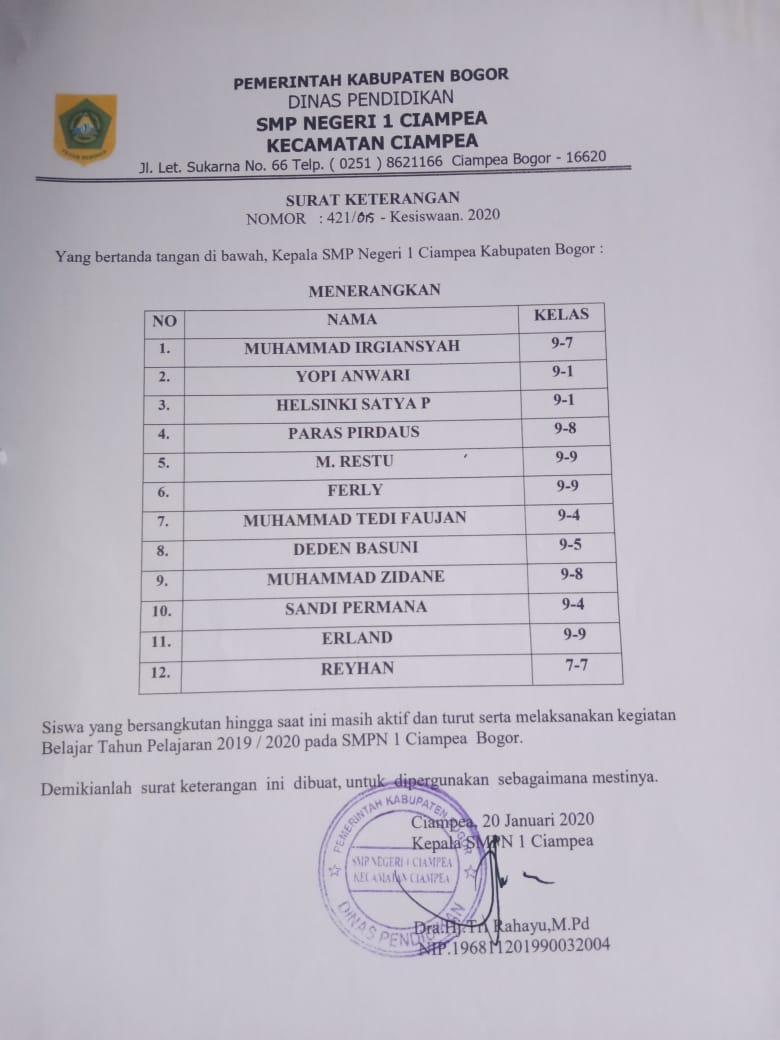 PEMERINTAH KABUPATEN BOGOR
DINAS PENDIDIKAN
SMP NEGERI 1 CIAMPEA
KECAMATAN CIAMPEA
Jl. Let. Sukarna No. 66 Telp. ( 0251 ) 8621166 Ciampea Bogor - 16620
SURAT KETERANGAN
NOMOR : 421/015 - Kesiswaan. 2020
Yang bertanda tangan di bawah, Kepala SMP Negeri 1 Ciampea Kabupaten Bogor :
MENERANGKAN
NO NAMA KELAS
1. MUHAMMAD IRGIANSYAH 9-7
2. YOPI ANWARI 9-1
3. HELSINKI SATYA P 9-1
4. PARAS PIRDAUS 9-8
5. M. RESTU 9-9
6. FERLY 9-9
7. MUHAMMAD TEDI FAUJAN 9-4
8. DEDEN BASUNI 9-5
9. MUHAMMAD ZIDANE 9-8
10. SANDI PERMANA 9-4
11. ERLAND 9-9
12. REYHAN 7-7
Siswa yang bersangkutan hingga saat ini masih aktif dan turut serta melaksanakan kegiatan
Belajar Tahun Pelajaran 2019 / 2020 pada SMPN 1 Ciampea Bogor.
Demikianlah surat keterangan ini dibuat, untuk dipergunakan sebagaimana mestinya.
Ciampea, 20 Januari 2020
Kepala SMPN 1 Ciampea
PEMERINTAH KABUPATEN BOGOR
SMP NEGERI 1 CIAMPEA
KECAMATAN CIAMPEA
DINAS PENDIDIKAN
Dra.Hj.Tri Rahayu,M.Pd
NIP.196811201990032004